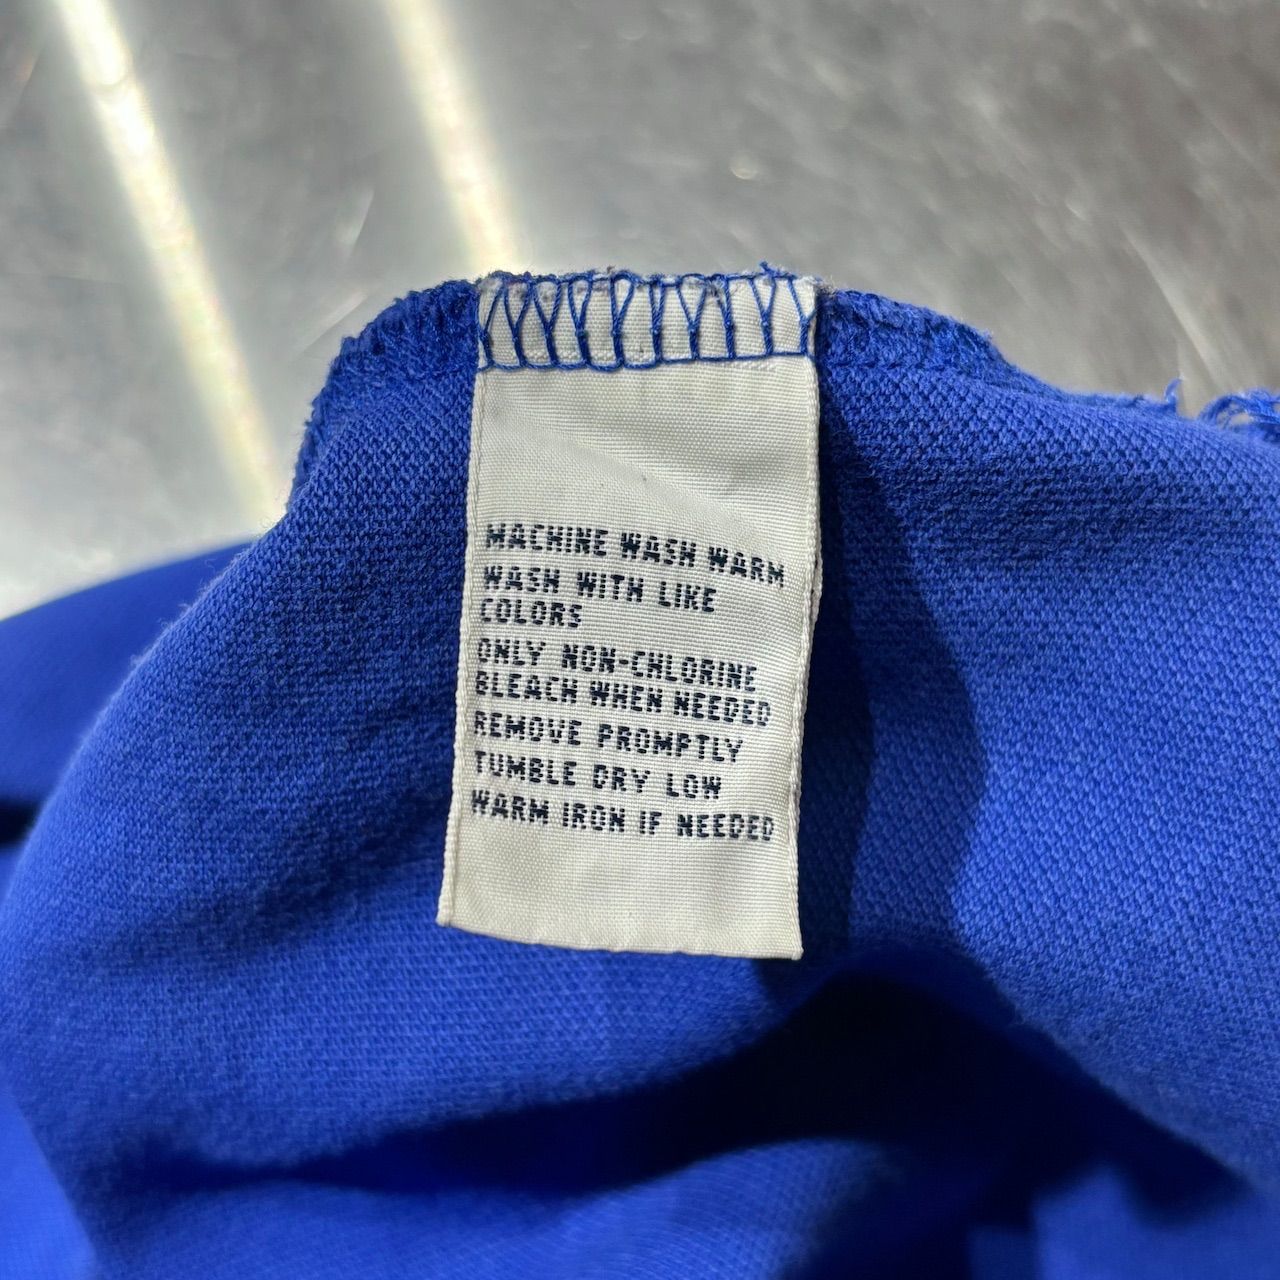 MACHINE WASH WARM
WASH WITH LIKE
COLORS
ONLY NON-CHLORINE
BLEACH WHEN NEEDED
REMOVE PROMPTLY
TUMBLE DRY LOW
WARM IRON IF NEEDED